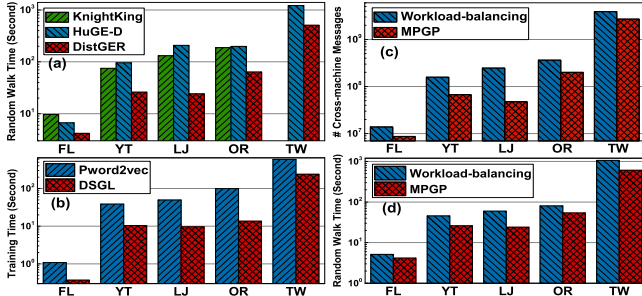 Random Walk Time (Second)
10³
10²
10¹
KnightKing
HuGE-D
DistGER
(a)
FL YT LJ OR TW
# Cross-machine Messages
10⁹
10⁸
10⁷
Workload-balancing
MPGP
(c)
FL YT LJ OR TW
Training Time (Second)
10²
10¹
10⁰
Pword2vec
DSGL
(b)
FL YT LJ OR TW
Random Walk Time (Second)
10³
10²
10¹
10⁰
Workload-balancing
MPGP
(d)
FL YT LJ OR TW